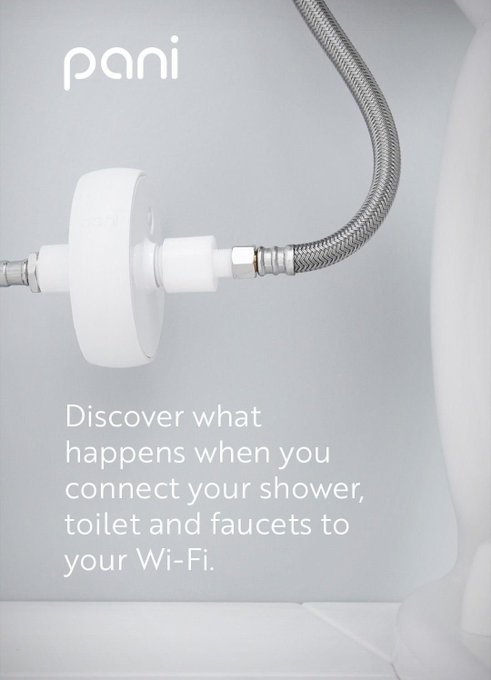 pani
Discover what
happens when you
connect your shower,
toilet and faucets to
your Wi-Fi.